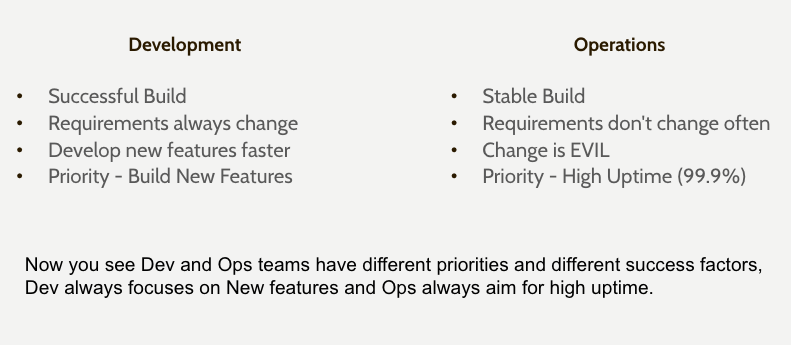 Development
• Successful Build
• Requirements always change
• Develop new features faster
• Priority - Build New Features
Operations
• Stable Build
• Requirements don't change often
• Change is EVIL
• Priority - High Uptime (99.9%)
Now you see Dev and Ops teams have different priorities and different success factors,
Dev always focuses on New features and Ops always aim for high uptime.